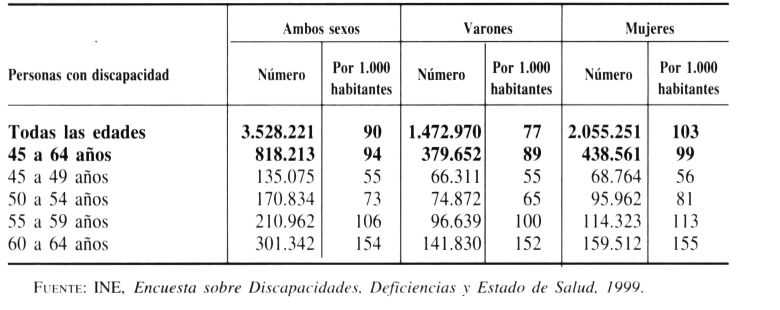 Ambos sexos Varones Mujeres
Personas con discapacidad Número Por 1.000 habitantes Número Por 1.000 habitantes Número Por 1.000 habitantes
Todas las edades 3.528.221 90 1.472.970 77 2.055.251 103
45 a 64 años 818.213 94 379.652 89 438.561 99
45 a 49 años 135.075 55 66.311 55 68.764 56
50 a 54 años 170.834 73 74.872 65 95.962 81
55 a 59 años 210.962 106 96.639 100 114.323 113
60 a 64 años 301.342 154 141.830 152 159.512 155
FUENTE: INE, Encuesta sobre Discapacidades, Deficiencias y Estado de Salud, 1999.